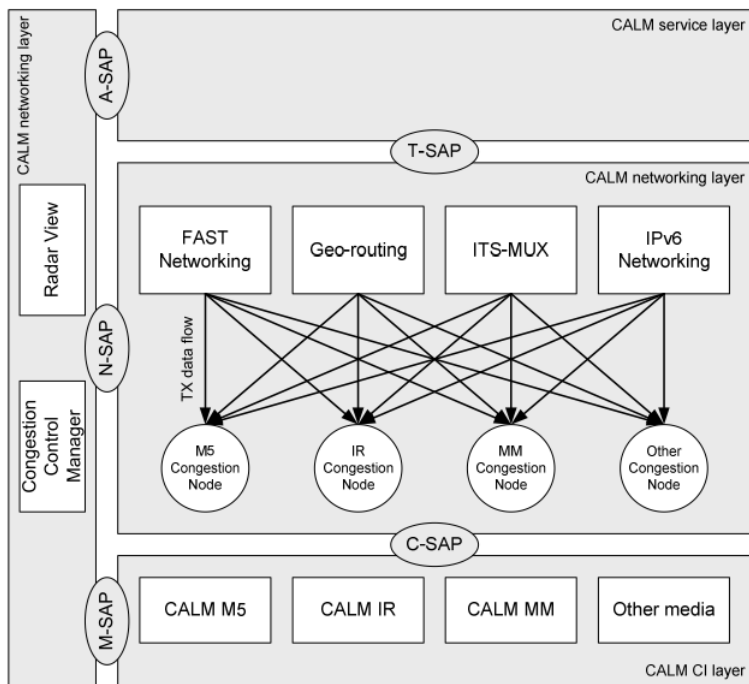 CALM networking layer
A-SAP
CALM service layer
T-SAP
CALM networking layer
Radar View
FAST
Networking
Geo-routing
ITS-MUX
IPv6
Networking
N-SAP
TX data flow
Congestion
Control
Manager
M5
Congestion
Node
IR
Congestion
Node
MM
Congestion
Node
Other
Congestion
Node
C-SAP
M-SAP
CALM M5
CALM IR
CALM MM
Other media
CALM CI layer